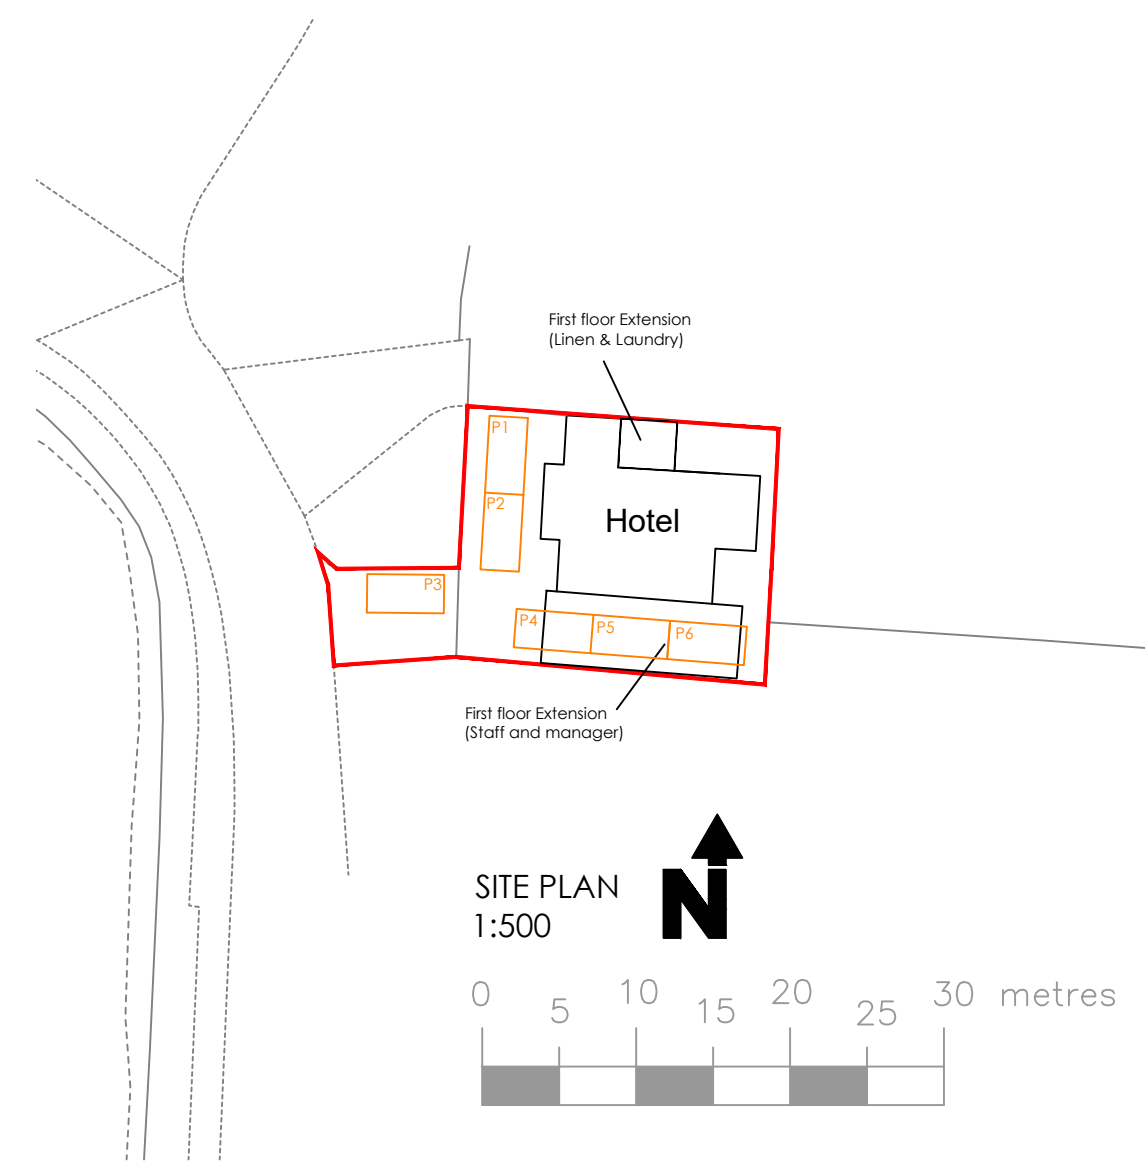 First floor Extension
(Linen & Laundry)
P1
P2
Hotel
P3
P4
P5
P6
First floor Extension
(Staff and manager)
SITE PLAN
1:500
N
0 5 10 15 20 25 30 metres